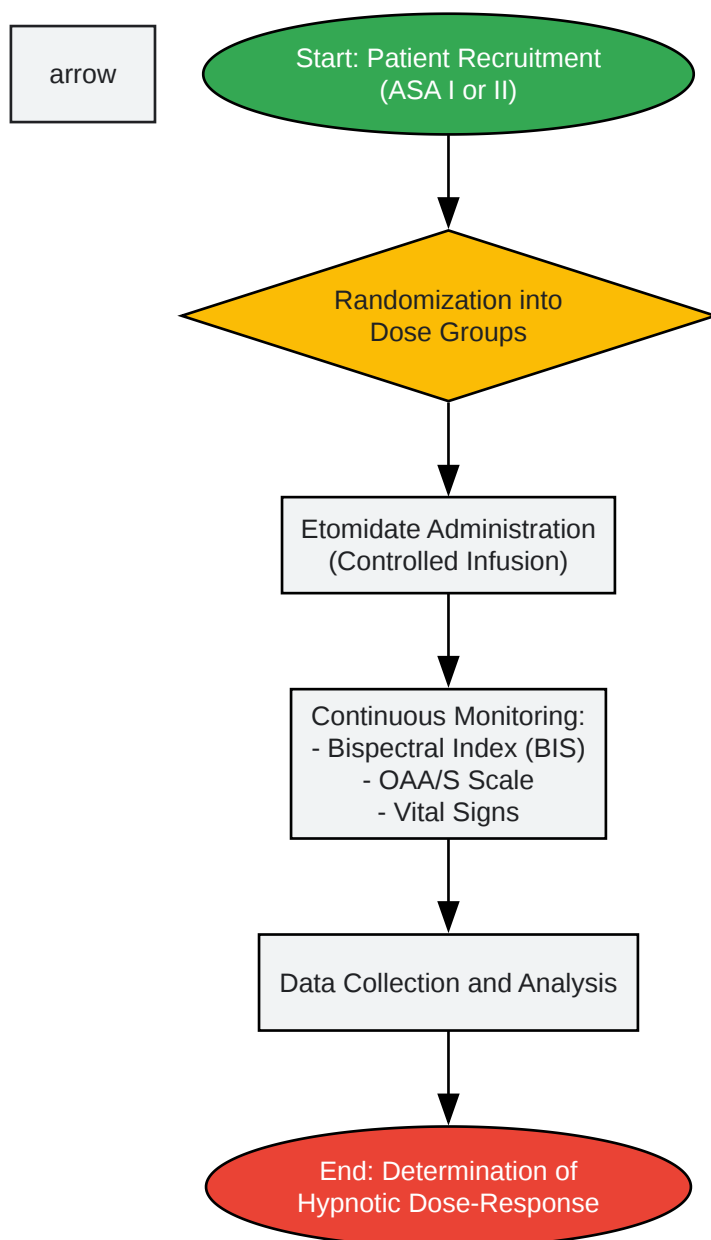 arrow
Start: Patient Recruitment
(ASA I or II)
Randomization into
Dose Groups
Etomidate Administration
(Controlled Infusion)
Continuous Monitoring:
- Bispectral Index (BIS)
- OAA/S Scale
- Vital Signs
Data Collection and Analysis
End: Determination of
Hypnotic Dose-Response